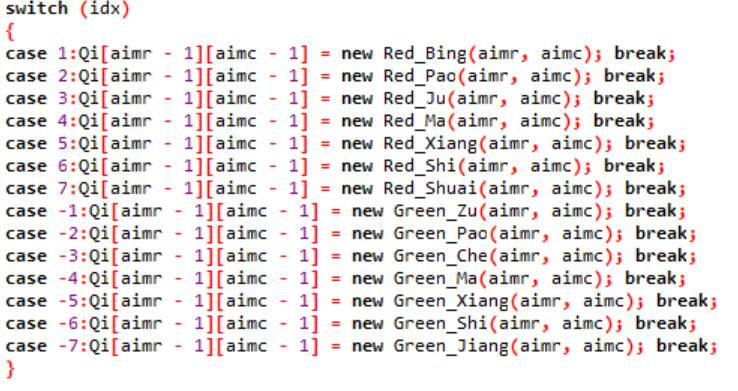 switch (idx)
{
case 1:Qi[aimr - 1][aimc - 1] = new Red_Bing(aimr, aimc); break;
case 2:Qi[aimr - 1][aimc - 1] = new Red_Pao(aimr, aimc); break;
case 3:Qi[aimr - 1][aimc - 1] = new Red_Ju(aimr, aimc); break;
case 4:Qi[aimr - 1][aimc - 1] = new Red_Ma(aimr, aimc); break;
case 5:Qi[aimr - 1][aimc - 1] = new Red_Xiang(aimr, aimc); break;
case 6:Qi[aimr - 1][aimc - 1] = new Red_Shi(aimr, aimc); break;
case 7:Qi[aimr - 1][aimc - 1] = new Red_Shuai(aimr, aimc); break;
case -1:Qi[aimr - 1][aimc - 1] = new Green_Zu(aimr, aimc); break;
case -2:Qi[aimr - 1][aimc - 1] = new Green_Pao(aimr, aimc); break;
case -3:Qi[aimr - 1][aimc - 1] = new Green_Che(aimr, aimc); break;
case -4:Qi[aimr - 1][aimc - 1] = new Green_Ma(aimr, aimc); break;
case -5:Qi[aimr - 1][aimc - 1] = new Green_Xiang(aimr, aimc); break;
case -6:Qi[aimr - 1][aimc - 1] = new Green_Shi(aimr, aimc); break;
case -7:Qi[aimr - 1][aimc - 1] = new Green_Jiang(aimr, aimc); break;
}